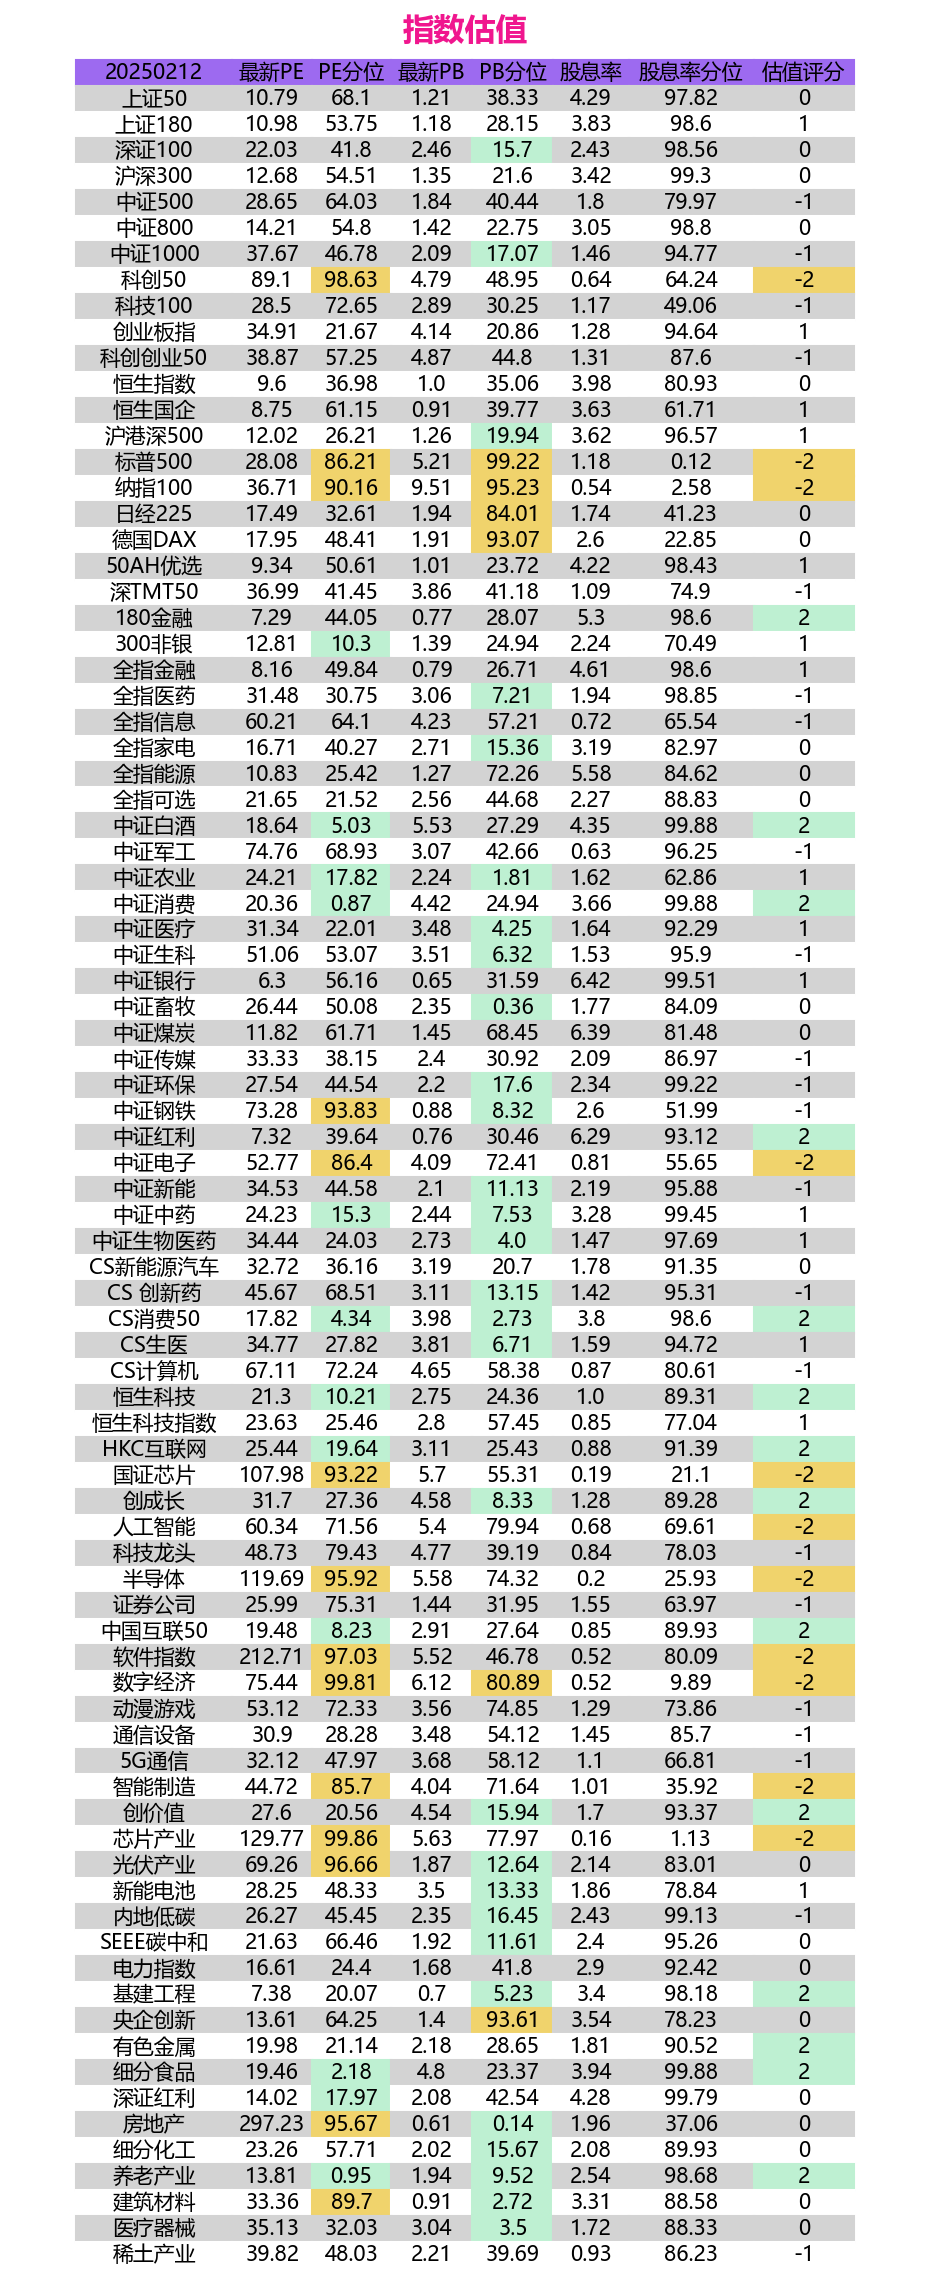 指数估值
20250212 最新PE PE分位 最新PB PB分位 股息率 股息率分位 估值评分
上证50 10.79 68.1 1.21 38.33 4.29 97.82 0
上证180 10.98 53.75 1.18 28.15 3.83 98.6 1
深证100 22.03 41.8 2.46 15.7 2.43 98.56 0
沪深300 12.68 54.51 1.35 21.6 3.42 99.3 0
中证500 28.65 64.03 1.84 40.44 1.8 79.97 -1
中证800 14.21 54.8 1.42 22.75 3.05 98.8 0
中证1000 37.67 46.78 2.09 17.07 1.46 94.77 -1
科创50 89.1 98.63 4.79 48.95 0.64 64.24 -2
科技100 28.5 72.65 2.89 30.25 1.17 49.06 -1
创业板指 34.91 21.67 4.14 20.86 1.28 94.64 1
科创创业50 38.87 57.25 4.87 44.8 1.31 87.6 -1
恒生指数 9.6 36.98 1.0 35.06 3.98 80.93 0
恒生国企 8.75 61.15 0.91 39.77 3.63 61.71 1
沪港深500 12.02 26.21 1.26 19.94 3.62 96.57 1
标普500 28.08 86.21 5.21 99.22 1.18 0.12 -2
纳指100 36.71 90.16 9.51 95.23 0.54 2.58 -2
日经225 17.49 32.61 1.94 84.01 1.74 41.23 0
德国DAX 17.95 48.41 1.91 93.07 2.6 22.85 0
50AH优选 9.34 50.61 1.01 23.72 4.22 98.43 1
深TMT50 36.99 41.45 3.86 41.18 1.09 74.9 -1
180金融 7.29 44.05 0.77 28.07 5.3 98.6 2
300非银 12.81 10.3 1.39 24.94 2.24 70.49 1
全指金融 8.16 49.84 0.79 26.71 4.61 98.6 1
全指医药 31.48 30.75 3.06 7.21 1.94 98.85 -1
全指信息 60.21 64.1 4.23 57.21 0.72 65.54 -1
全指家电 16.71 40.27 2.71 15.36 3.19 82.97 0
全指能源 10.83 25.42 1.27 72.26 5.58 84.62 0
全指可选 21.65 21.52 2.56 44.68 2.27 88.83 0
中证白酒 18.64 5.03 5.53 27.29 4.35 99.88 2
中证军工 74.76 68.93 3.07 42.66 0.63 96.25 -1
中证农业 24.21 17.82 2.24 1.81 1.62 62.86 1
中证消费 20.36 0.87 4.42 24.94 3.66 99.88 2
中证医疗 31.34 22.01 3.48 4.25 1.64 92.29 1
中证生科 51.06 53.07 3.51 6.32 1.53 95.9 -1
中证银行 6.3 56.16 0.65 31.59 6.42 99.51 1
中证畜牧 26.44 50.08 2.35 0.36 1.77 84.09 0
中证煤炭 11.82 61.71 1.45 68.45 6.39 81.48 0
中证传媒 33.33 38.15 2.4 30.92 2.09 86.97 -1
中证环保 27.54 44.54 2.2 17.6 2.34 99.22 -1
中证钢铁 73.28 93.83 0.88 8.32 2.6 51.99 -1
中证红利 7.32 39.64 0.76 30.46 6.29 93.12 2
中证电子 52.77 86.4 4.09 72.41 0.81 55.65 -2
中证新能 34.53 44.58 2.1 11.13 2.19 95.88 -1
中证中药 24.23 15.3 2.44 7.53 3.28 99.45 1
中证生物医药 34.44 24.03 2.73 4.0 1.47 97.69 1
CS新能源汽车 32.72 36.16 3.19 20.7 1.78 91.35 0
CS 创新药 45.67 68.51 3.11 13.15 1.42 95.31 -1
CS消费50 17.82 4.34 3.98 2.73 3.8 98.6 2
CS生医 34.77 27.82 3.81 6.71 1.59 94.72 1
CS计算机 67.11 72.24 4.65 58.38 0.87 80.61 -1
恒生科技 21.3 10.21 2.75 24.36 1.0 89.31 2
恒生科技指数 23.63 25.46 2.8 57.45 0.85 77.04 1
HKC互联网 25.44 19.64 3.11 25.43 0.88 91.39 2
国证芯片 107.98 93.22 5.7 55.31 0.19 21.1 -2
创成长 31.7 27.36 4.58 8.33 1.28 89.28 2
人工智能 60.34 71.56 5.4 79.94 0.68 69.61 -2
科技龙头 48.73 79.43 4.77 39.19 0.84 78.03 -1
半导体 119.69 95.92 5.58 74.32 0.2 25.93 -2
证券公司 25.99 75.31 1.44 31.95 1.55 63.97 -1
中国互联50 19.48 8.23 2.91 27.64 0.85 89.93 2
软件指数 212.71 97.03 5.52 46.78 0.52 80.09 -2
数字经济 75.44 99.81 6.12 80.89 0.52 9.89 -2
动漫游戏 53.12 72.33 3.56 74.85 1.29 73.86 -1
通信设备 30.9 28.28 3.48 54.12 1.45 85.7 -1
5G通信 32.12 47.97 3.68 58.12 1.1 66.81 -1
智能制造 44.72 85.7 4.04 71.64 1.01 35.92 -2
创价值 27.6 20.56 4.54 15.94 1.7 93.37 2
芯片产业 129.77 99.86 5.63 77.97 0.16 1.13 -2
光伏产业 69.26 96.66 1.87 12.64 2.14 83.01 0
新能电池 28.25 48.33 3.5 13.33 1.86 78.84 1
内地低碳 26.27 45.45 2.35 16.45 2.43 99.13 -1
SEEE碳中和 21.63 66.46 1.92 11.61 2.4 95.26 0
电力指数 16.61 24.4 1.68 41.8 2.9 92.42 0
基建工程 7.38 20.07 0.7 5.23 3.4 98.18 2
央企创新 13.61 64.25 1.4 93.61 3.54 78.23 0
有色金属 19.98 21.14 2.18 28.65 1.81 90.52 2
细分食品 19.46 2.18 4.8 23.37 3.94 99.88 2
深证红利 14.02 17.97 2.08 42.54 4.28 99.79 0
房地产 297.23 95.67 0.61 0.14 1.96 37.06 0
细分化工 23.26 57.71 2.02 15.67 2.08 89.93 0
养老产业 13.81 0.95 1.94 9.52 2.54 98.68 2
建筑材料 33.36 89.7 0.91 2.72 3.31 88.58 0
医疗器械 35.13 32.03 3.04 3.5 1.72 88.33 0
稀土产业 39.82 48.03 2.21 39.69 0.93 86.23 -1